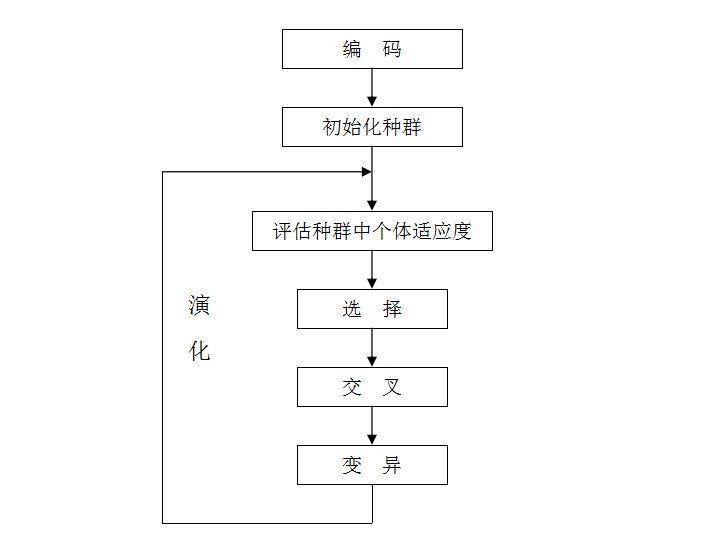 编 码
初始化种群
评估种群中个体适应度
选 择
演
化
交 叉
变 异